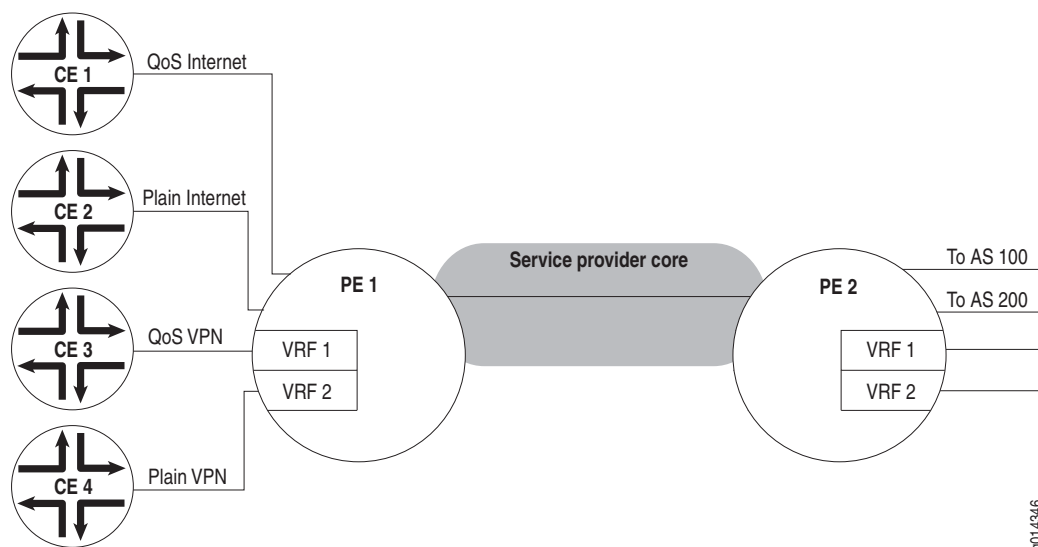 CE 1
QoS Internet
CE 2
Plain Internet
CE 3
QoS VPN
CE 4
Plain VPN
PE 1
VRF 1
VRF 2
Service provider core
PE 2
VRF 1
VRF 2
To AS 100
To AS 200
g014346